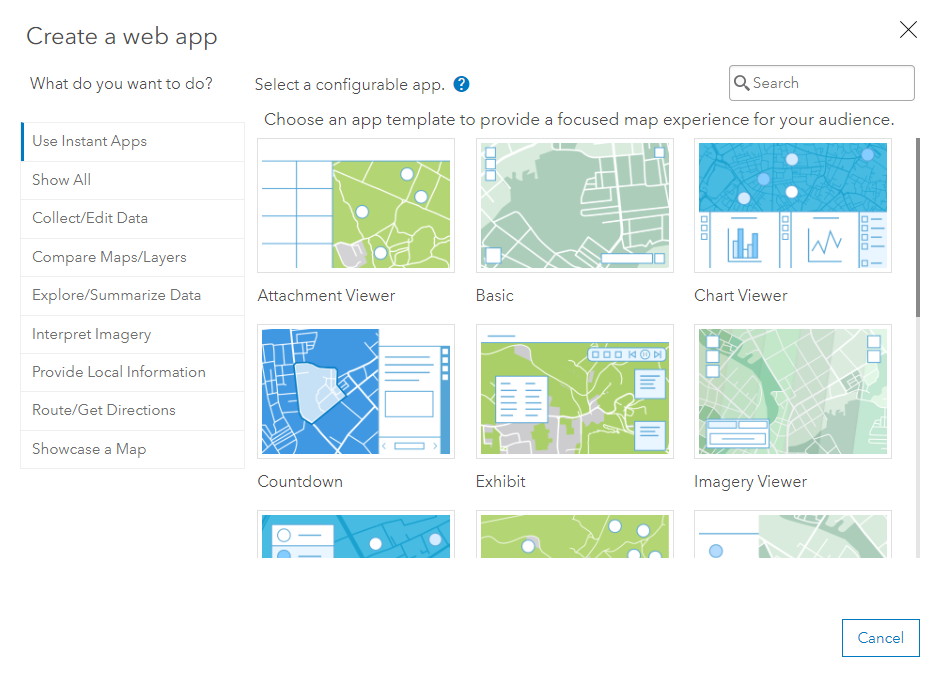 Create a web app
What do you want to do?
Select a configurable app. ?
Search
Choose an app template to provide a focused map experience for your audience.
Use Instant Apps
Show All
Collect/Edit Data
Compare Maps/Layers
Explore/Summarize Data
Interpret Imagery
Provide Local Information
Route/Get Directions
Showcase a Map
Attachment Viewer
Basic
Chart Viewer
Countdown
Exhibit
Imagery Viewer
Cancel